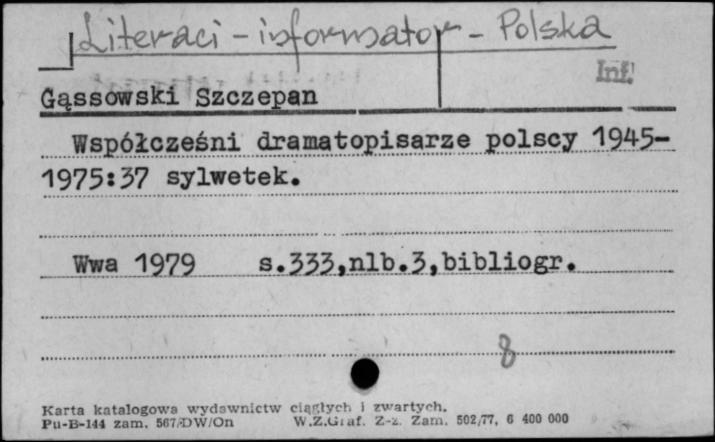 Literaci - informator - Polska
Inf.
Gąssowski Szczepan
Współcześni dramatopisarze polscy 1945-
1975:37 sylwetek.
Wwa 1979 s.333,nlb.3,bibliogr.
8
Karta katalogowa wydawnictw ciągłych i zwartych.
Pu-B-144 zam. 567/DW/On W.Z.Graf. Z-z. Zam. 502/77, 6 400 000